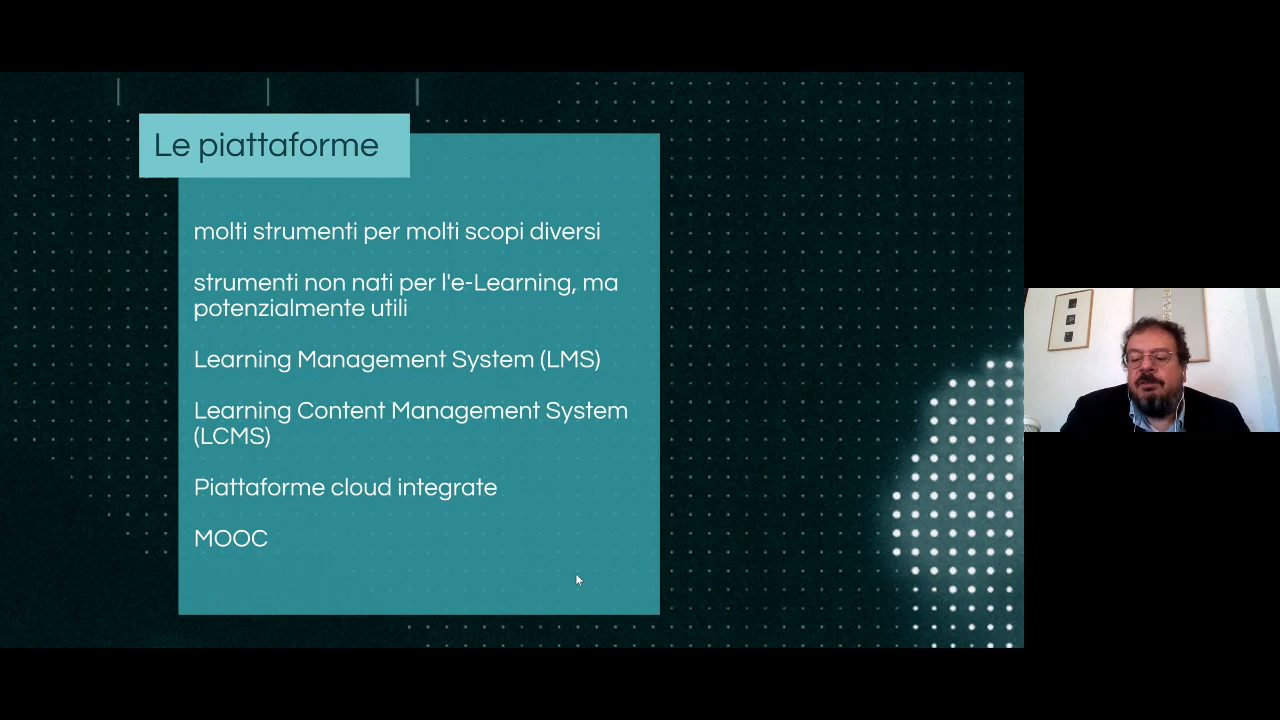 Le piattaforme
molti strumenti per molti scopi diversi
strumenti non nati per l'e-Learning, ma
potenzialmente utili
Learning Management System (LMS)
Learning Content Management System
(LCMS)
Piattaforme cloud integrate
MOOC